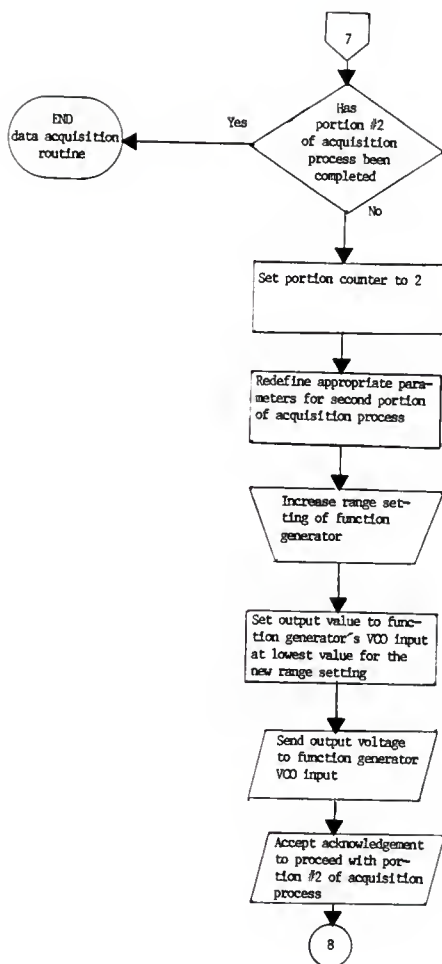 7
Has
portion #2
of acquisition
process been
completed
Yes
END
data acquisition
routine
No
Set portion counter to 2
Redefine appropriate para-
meters for second portion
of acquisition process
Increase range set-
ting of function
generator
Set output value to func-
tion generator's VCO input
at lowest value for the
new range setting
Send output voltage
to function generator
VCO input
Accept acknowledgement
to proceed with por-
tion #2 of acquisition
process
8